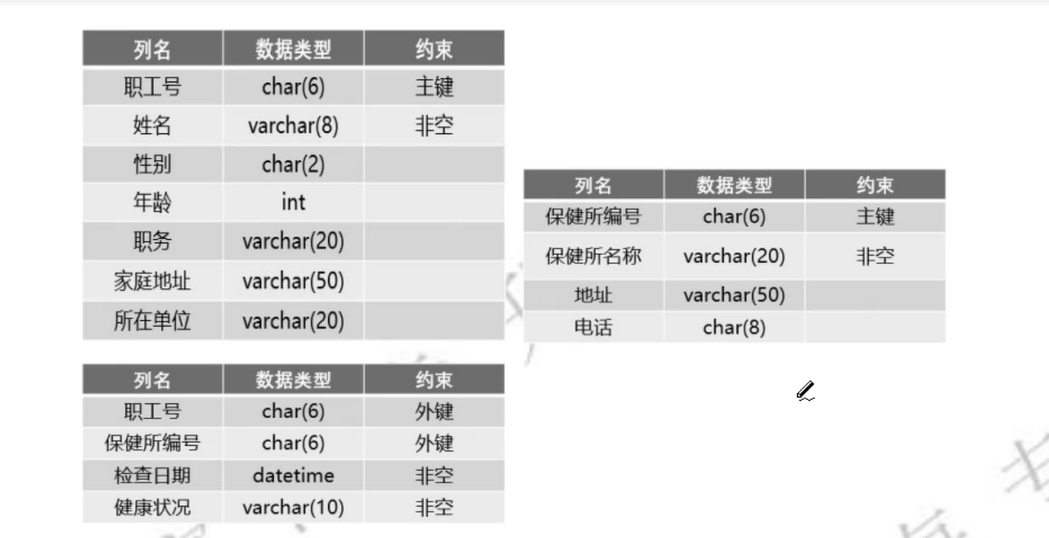 列名 数据类型 约束
职工号 char(6) 主键
姓名 varchar(8) 非空
性别 char(2)
年龄 int
职务 varchar(20)
家庭地址 varchar(50)
所在单位 varchar(20)
列名 数据类型 约束
保健所编号 char(6) 主键
保健所名称 varchar(20) 非空
地址 varchar(50)
电话 char(8)
列名 数据类型 约束
职工号 char(6) 外键
保健所编号 char(6) 外键
检查日期 datetime 非空
健康状况 varchar(10) 非空